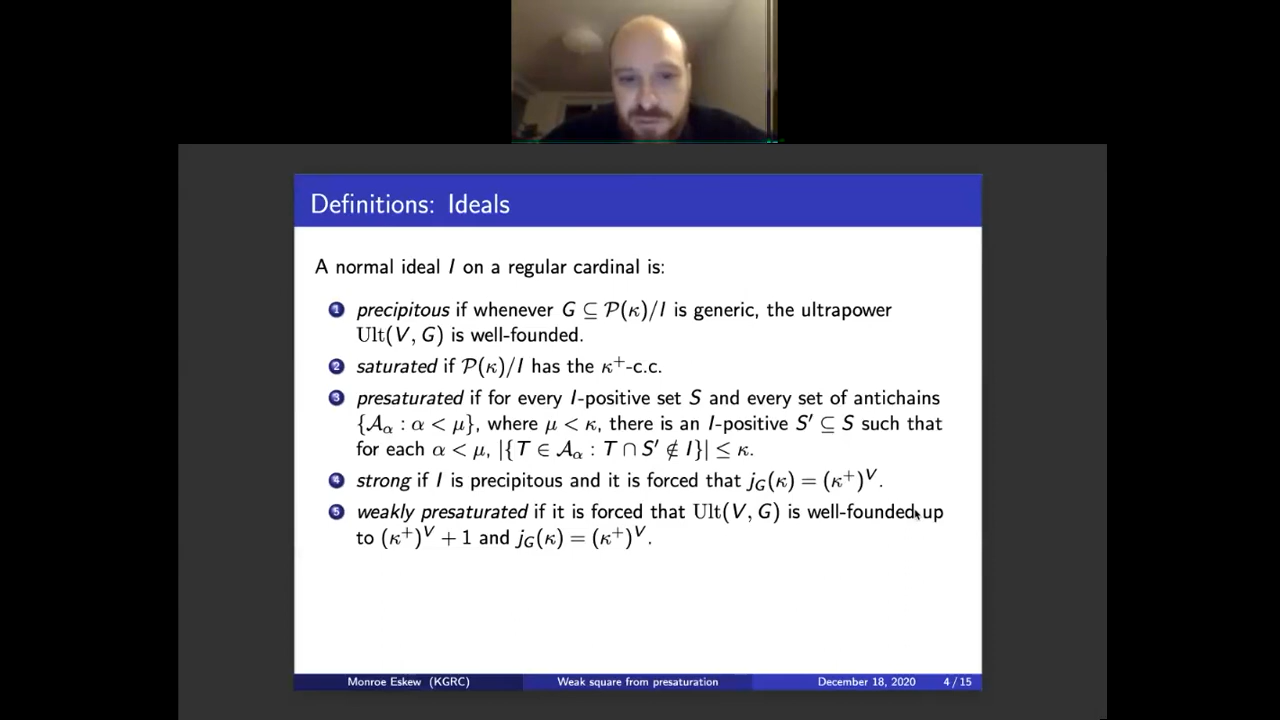 Definitions: Ideals
A normal ideal I on a regular cardinal is:
1 precipitous if whenever G ⊆ P(κ)/I is generic, the ultrapower
Ult(V, G) is well-founded.
2 saturated if P(κ)/I has the κ⁺-c.c.
3 presaturated if for every I-positive set S and every set of antichains
{A_α : α < μ}, where μ < κ, there is an I-positive S′ ⊆ S such that
for each α < μ, |{T ∈ A_α : T ∩ S′ ∉ I}| ≤ κ.
4 strong if I is precipitous and it is forced that j_G(κ) = (κ⁺)^V.
5 weakly presaturated if it is forced that Ult(V, G) is well-founded up
to (κ⁺)^V + 1 and j_G(κ) = (κ⁺)^V.
Monroe Eskew (KGRC) Weak square from presaturation December 18, 2020 4 / 15